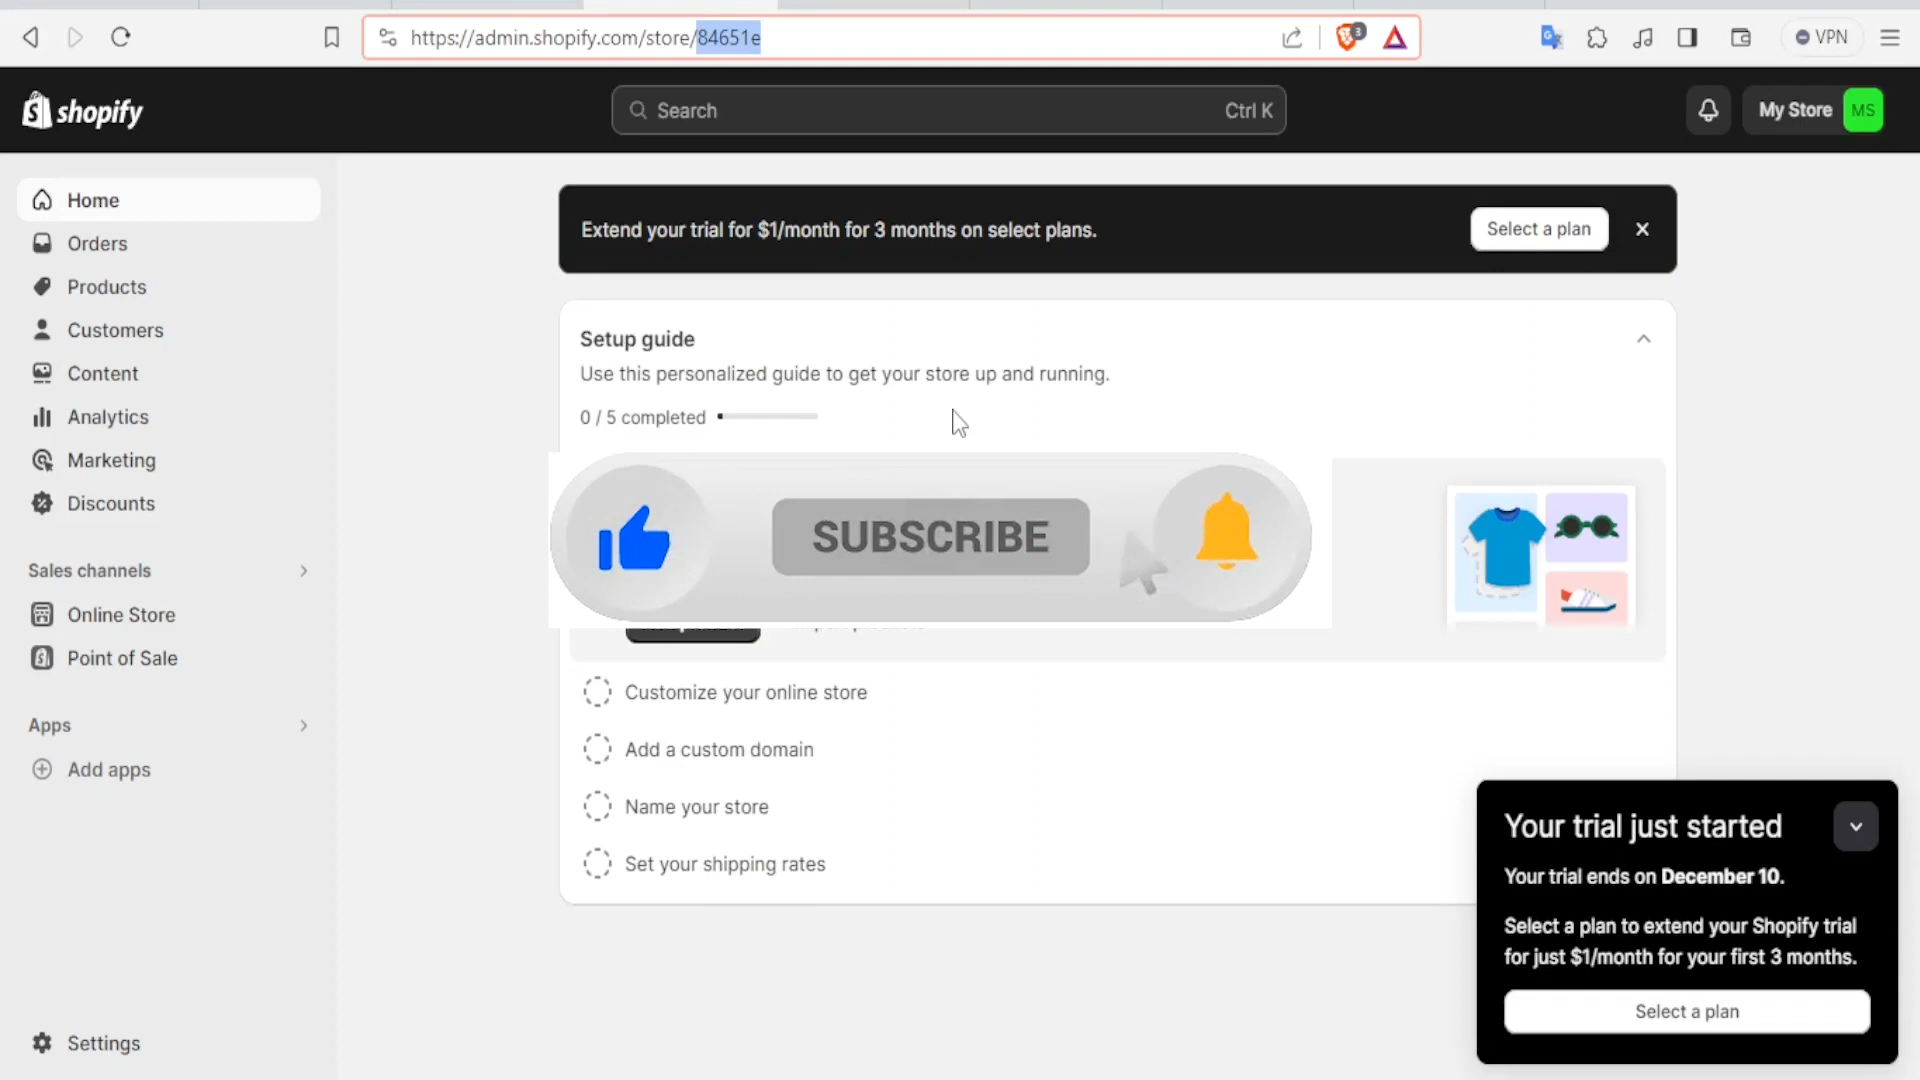 https://admin.shopify.com/store/84651e
3
VPN
shopify
Search
Ctrl K
My Store
MS
Home
Orders
Products
Customers
Content
Analytics
Marketing
Discounts
Sales channels
Online Store
Point of Sale
Apps
Add apps
Settings
Extend your trial for $1/month for 3 months on select plans.
Select a plan
Setup guide
Use this personalized guide to get your store up and running.
0 / 5 completed
SUBSCRIBE
Customize your online store
Add a custom domain
Name your store
Set your shipping rates
Your trial just started
Your trial ends on December 10.
Select a plan to extend your Shopify trial
for just $1/month for your first 3 months.
Select a plan